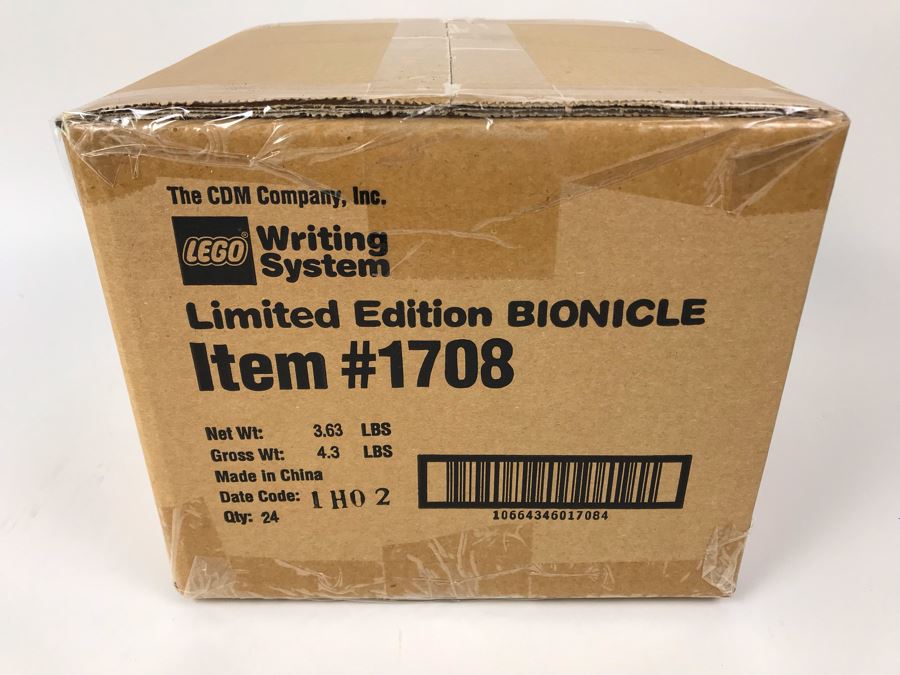 The CDM Company, Inc.
LEGO® Writing
System
Limited Edition BIONICLE
Item #1708
Net Wt: 3.63 LBS
Gross Wt: 4.3 LBS
Made in China
Date Code: 1H02
Qty: 24
10664346017084